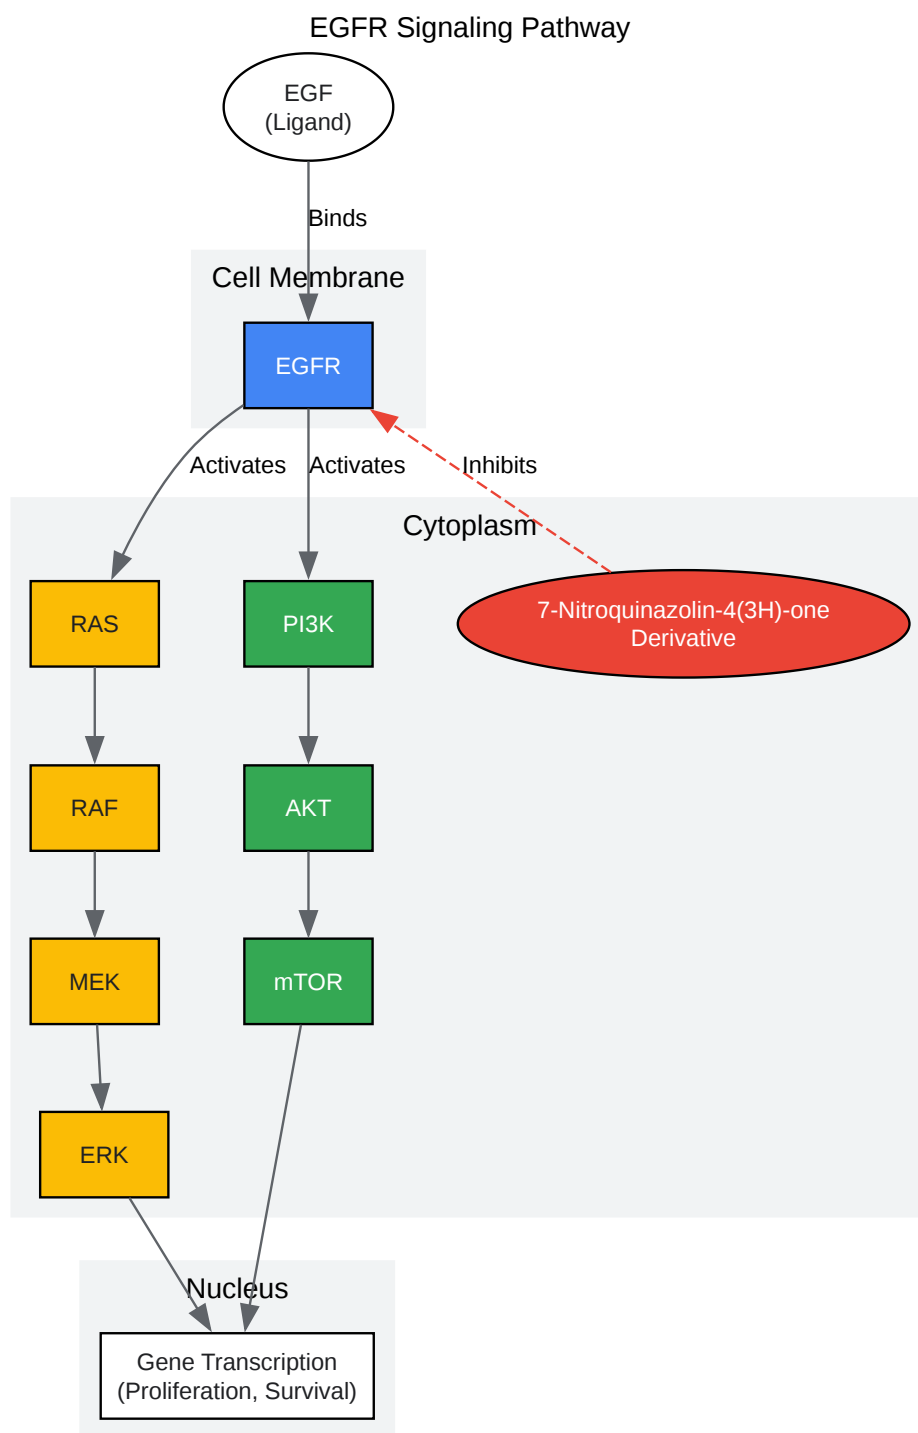 EGFR Signaling Pathway
EGF
(Ligand)
Binds
Cell Membrane
EGFR
Activates
Activates
Inhibits
Cytoplasm
RAS
PI3K
7-Nitroquinazolin-4(3H)-one
Derivative
RAF
AKT
MEK
mTOR
ERK
Nucleus
Gene Transcription
(Proliferation, Survival)